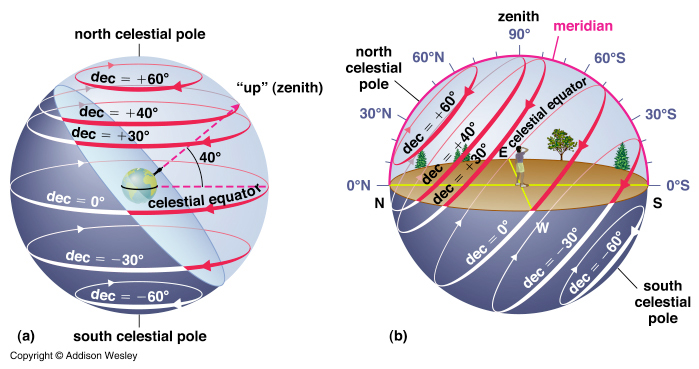 north celestial pole
dec = +60°
"up" (zenith)
dec = +40°
dec = +30°
40°
celestial equator
dec = 0°
dec = −30°
dec = −60°
south celestial pole
(a)
Copyright © Addison Wesley
zenith
90°
meridian
60°N
60°S
north
celestial
pole
30°N
30°S
dec = +60°
dec = +40°
dec = +30°
celestial equator
E
0°N
0°S
N
S
W
dec = 0°
dec = −30°
dec = −60°
south
celestial
pole
(b)